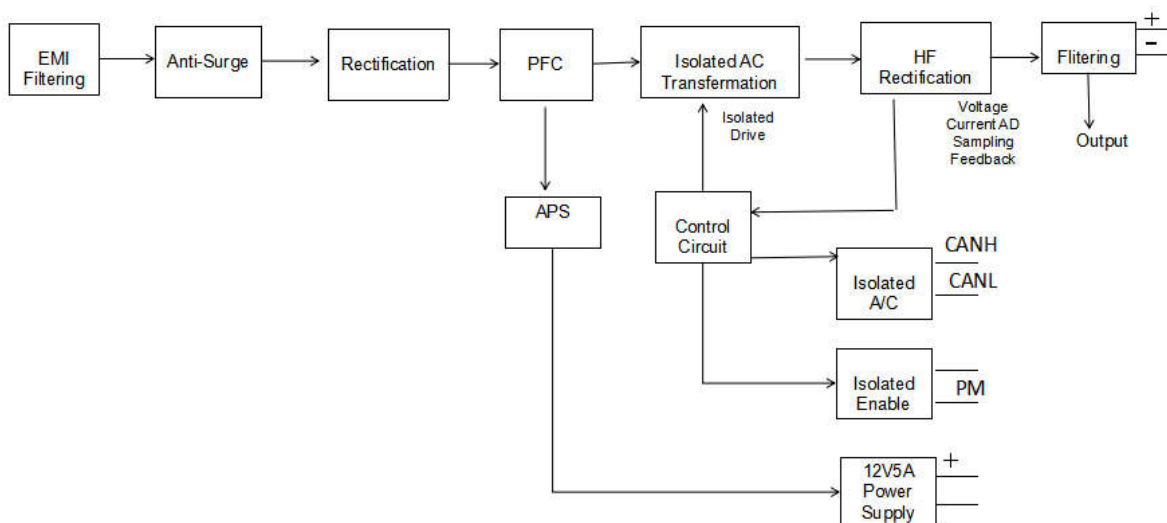 EMI
Filtering
Anti-Surge
Rectification
PFC
Isolated AC
Transfermation
HF
Rectification
Flitering
+
-
Isolated
Drive
Voltage
Current AD
Sampling
Feedback
Output
APS
Control
Circuit
Isolated
A/C
CANH
CANL
Isolated
Enable
PM
12V5A
Power
Supply
+